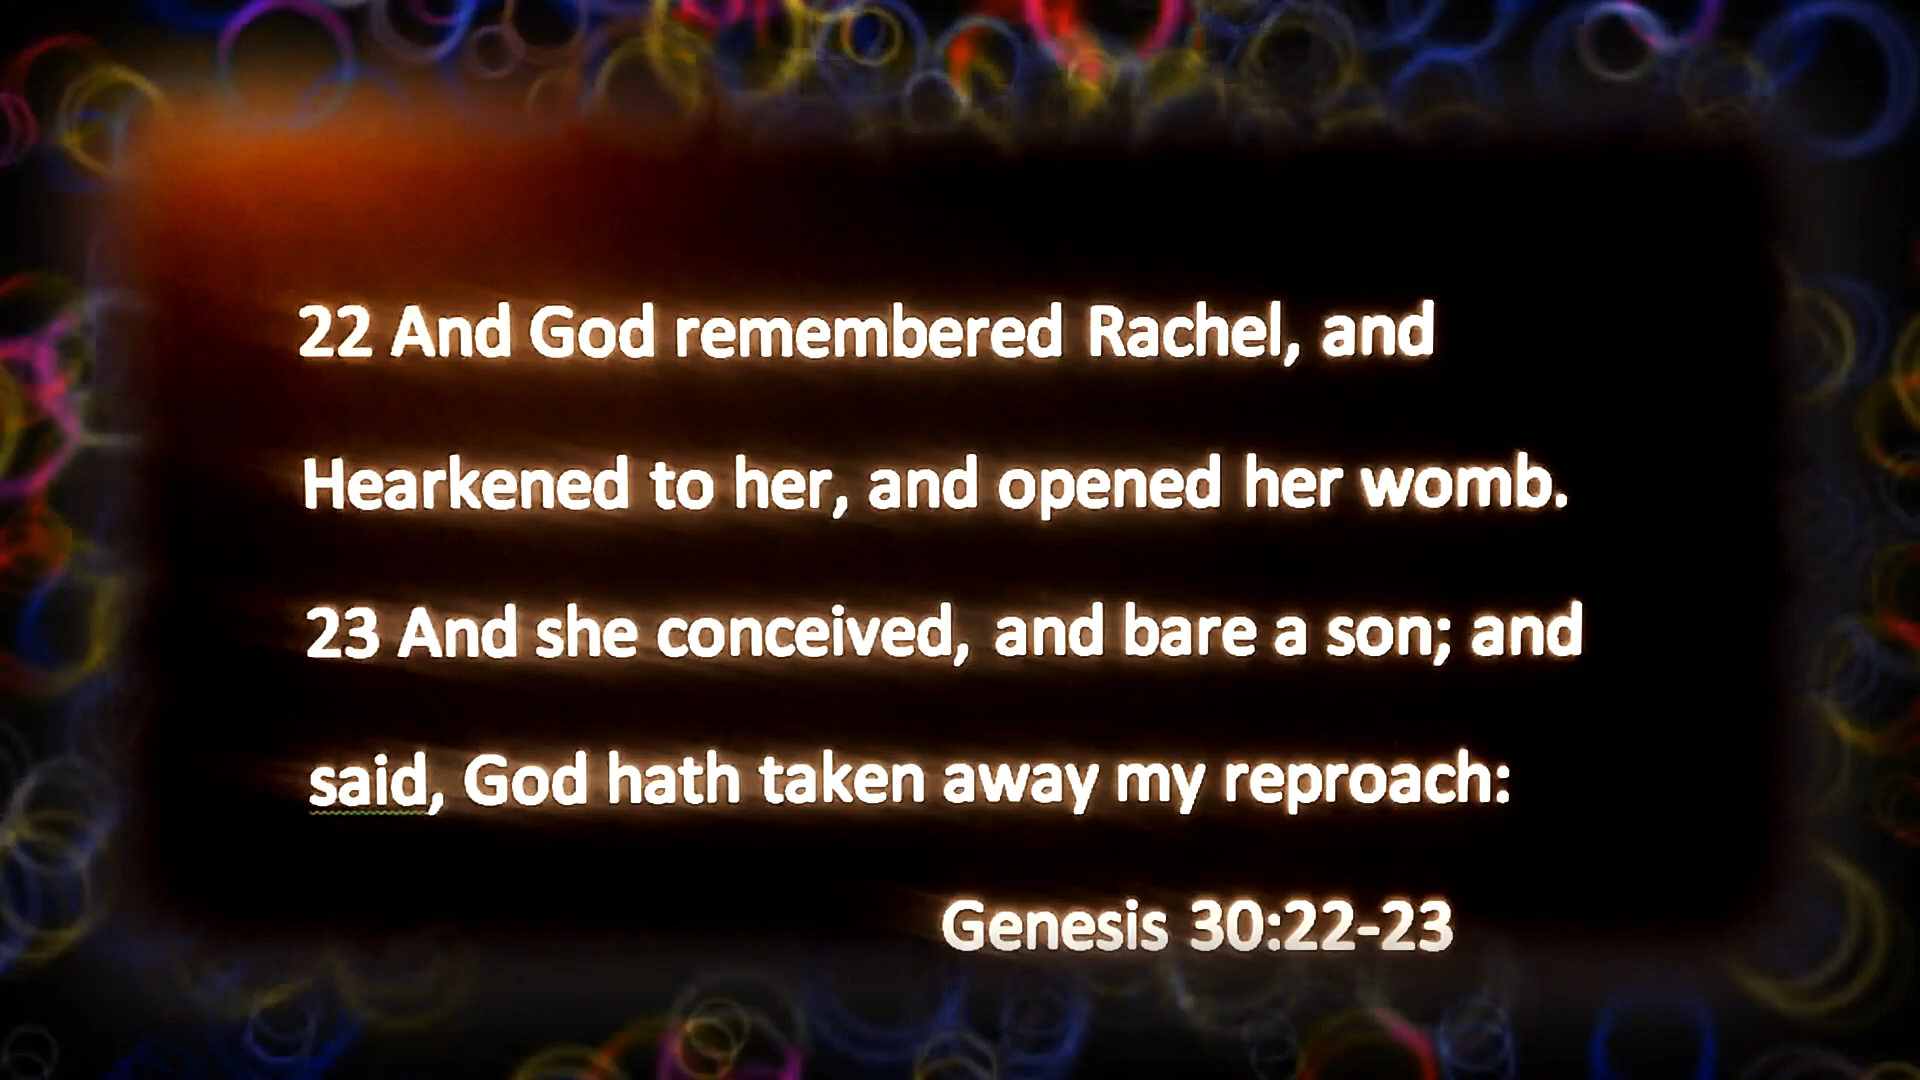 22 And God remembered Rachel, and
Hearkened to her, and opened her womb.
23 And she conceived, and bare a son; and
said, God hath taken away my reproach:
Genesis 30:22-23